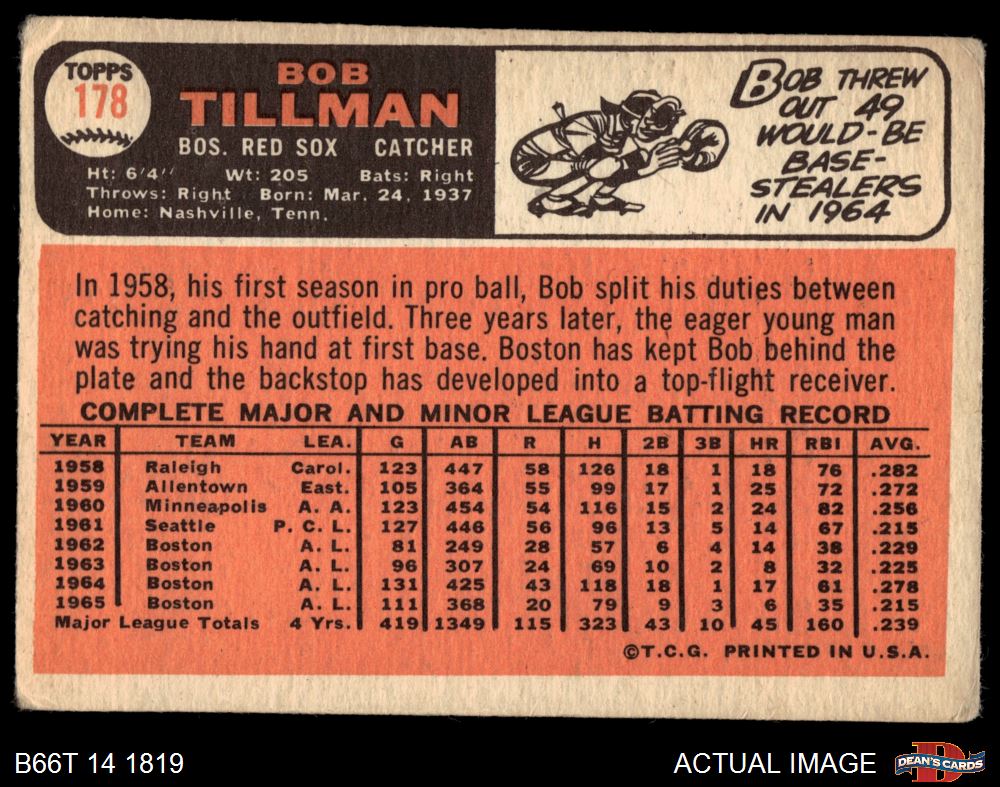 TOPPS
178
BOB
TILLMAN
BOS. RED SOX CATCHER
Ht: 6'4" Wt: 205 Bats: Right
Throws: Right Born: Mar. 24, 1937
Home: Nashville, Tenn.
BOB THREW
OUT 49
WOULD-BE
BASE-
STEALERS
IN 1964
In 1958, his first season in pro ball, Bob split his duties between
catching and the outfield. Three years later, the eager young man
was trying his hand at first base. Boston has kept Bob behind the
plate and the backstop has developed into a top-flight receiver.
COMPLETE MAJOR AND MINOR LEAGUE BATTING RECORD
YEAR TEAM LEA. G AB R H 2B 3B HR RBI AVG.
1958 Raleigh Carol. 123 447 58 126 18 1 18 76 .282
1959 Allentown East. 105 364 55 99 17 1 25 72 .272
1960 Minneapolis A. A. 123 454 54 116 15 2 24 82 .256
1961 Seattle P. C. L. 127 446 56 96 13 5 14 67 .215
1962 Boston A. L. 81 249 28 57 6 4 14 38 .229
1963 Boston A. L. 96 307 24 69 10 2 8 32 .225
1964 Boston A. L. 131 425 43 118 18 1 17 61 .278
1965 Boston A. L. 111 368 20 79 9 3 6 35 .215
Major League Totals 4 Yrs. 419 1349 115 323 43 10 45 160 .239
©T.C.G. PRINTED IN U.S.A.
B66T 14 1819
ACTUAL IMAGE
DEAN'S CARDS